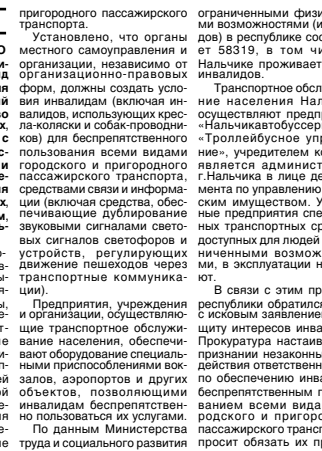 пригородного пассажирского
транспорта.
Установлено, что органы
местного самоуправления и
организации, независимо от
организационно-правовых
форм, должны создать усло-
вия инвалидам (включая ин-
валидов, использующих крес-
ла-коляски и собак-проводни-
ков) для беспрепятственного
пользования всеми видами
городского и пригородного
пассажирского транспорта,
средствами связи и информа-
ции (включая средства, обес-
печивающие дублирование
звуковыми сигналами свето-
вых сигналов светофоров и
устройств, регулирующих
движение пешеходов через
транспортные коммуника-
ции).
Предприятия, учреждения
и организации, осуществляю-
щие транспортное обслужи-
вание населения, обеспечи-
вают оборудование специаль-
ными приспособлениями вок-
залов, аэропортов и других
объектов, позволяющими
инвалидам беспрепятствен-
но пользоваться их услугами.
По данным Министерства
труда и социального развития
ограниченными физи
ми возможностями (и
дов) в республике сос
ет 58319, в том чи
Нальчике проживает
инвалидов.
Транспортное обсл
ние населения Нал
осуществляют предп
«Нальчикавтобуссер
«Троллейбусное уп
ние», учредителем ко
является админист
г.Нальчика в лице де
мента по управлению
ским имуществом. У
ные предприятия спе
ных транспортных ср
доступных для людей
ниченными возмож
ми, в эксплуатации н
ют.
В связи с этим пр
республики обратился
с исковым заявлением
щиту интересов инва
Прокуратура настаив
признании незаконны
действия ответственн
по обеспечению инва
беспрепятственным п
ванием всеми вида
родского и пригоро
пассажирского трансп
просит обязать их пр